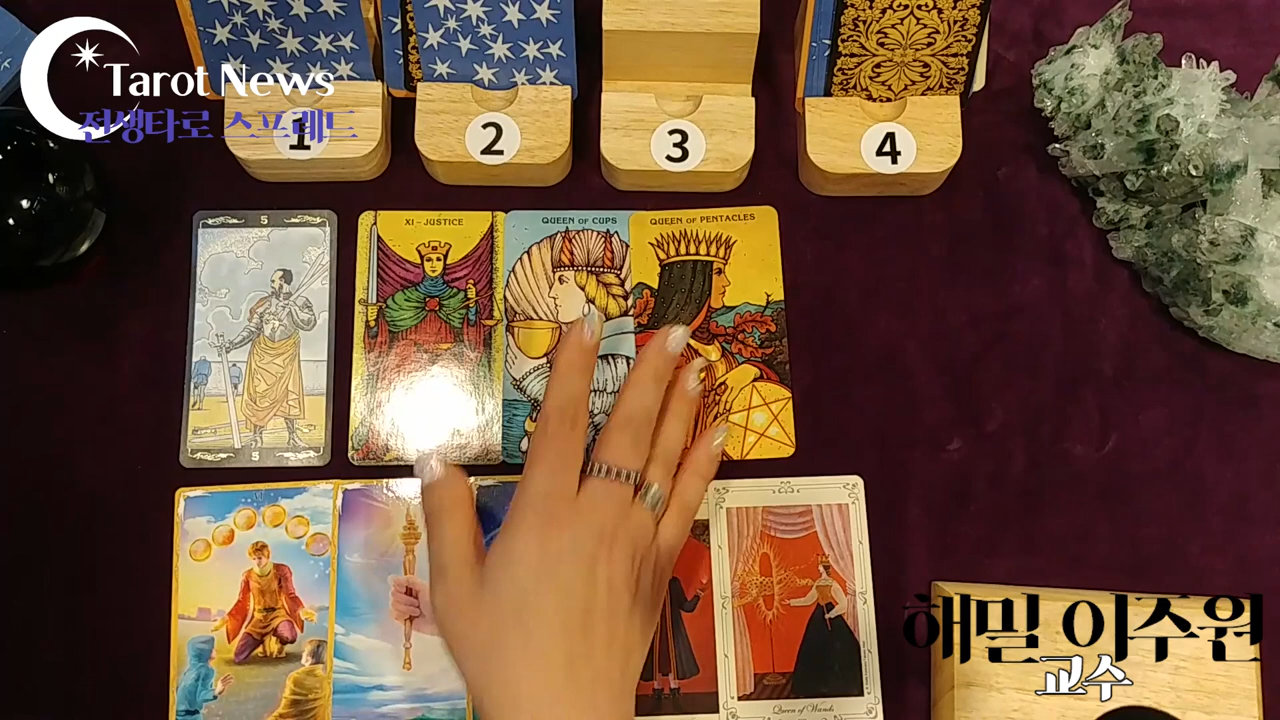 Tarot News
전생타로 스프레드
1
2
3
4
5
XI – JUSTICE
QUEEN OF CUPS
QUEEN OF PENTACLES
5
VI
Queen of Wands
해밀 이주원
교수